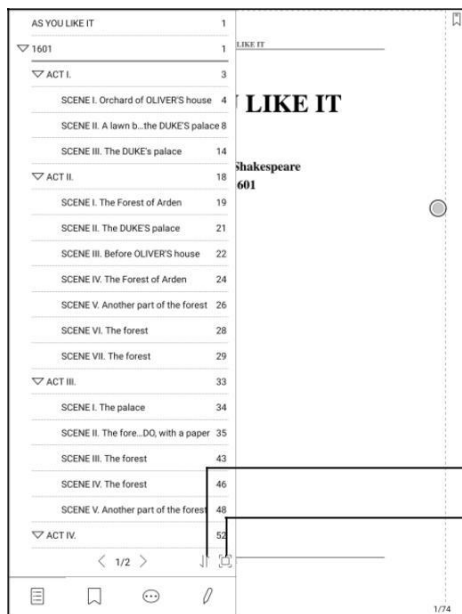 AS YOU LIKE IT 1
1601 1
ACT I. 3
SCENE I. Orchard of OLIVER'S house 4
SCENE II. A lawn b...the DUKE'S palace 8
SCENE III. The DUKE's palace 14
ACT II. 18
SCENE I. The Forest of Arden 19
SCENE II. The DUKE'S palace 21
SCENE III. Before OLIVER'S house 22
SCENE IV. The Forest of Arden 24
SCENE V. Another part of the forest 26
SCENE VI. The forest 28
SCENE VII. The forest 29
ACT III. 33
SCENE I. The palace 34
SCENE II. The fore...DO, with a paper 35
SCENE III. The forest 43
SCENE IV. The forest 46
SCENE V. Another part of the forest 48
ACT IV. 52
1/2
LIKE IT
LIKE IT
Shakespeare
1601
1/74